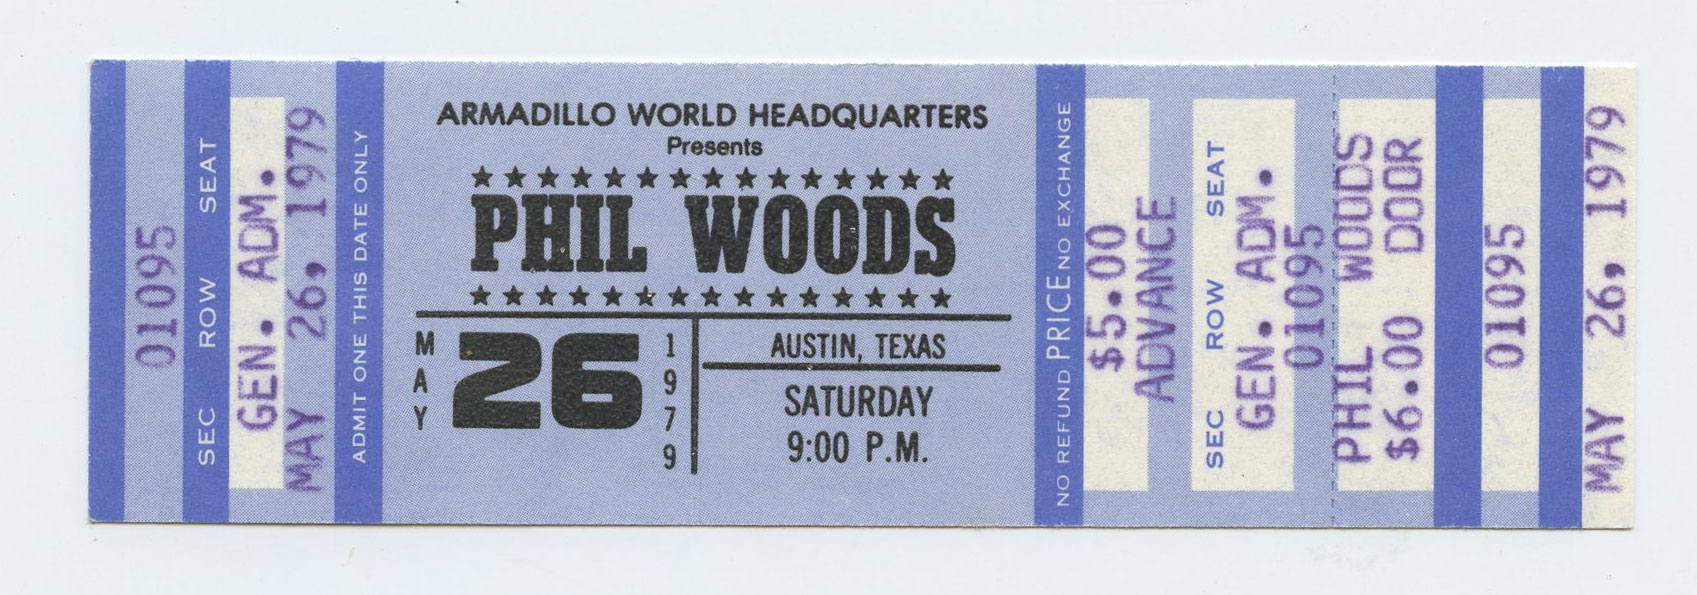 01095
SEC ROW SEAT
GEN. ADM.
MAY 26, 1979
ADMIT ONE THIS DATE ONLY
ARMADILLO WORLD HEADQUARTERS
Presents
PHIL WOODS
MAY
26
1979
AUSTIN, TEXAS
SATURDAY
9:00 P.M.
NO REFUND PRICE NO EXCHANGE
$5.00
ADVANCE
SEC ROW SEAT
GEN. ADM.
01095
PHIL WOODS
$6.00 DOOR
01095
MAY 26, 1979